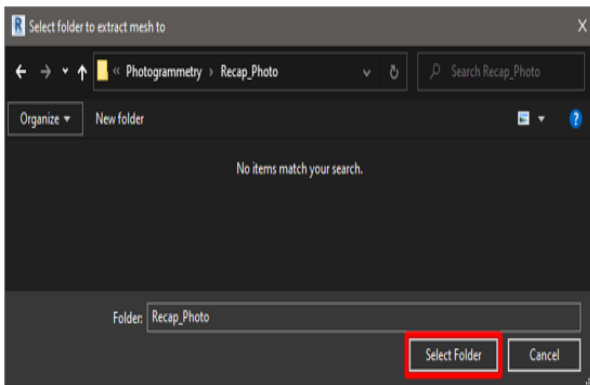 R Select folder to extract mesh to
« Photogrammetry › Recap_Photo
Search Recap_Photo
Organize
New folder
No items match your search.
Folder: Recap_Photo
Select Folder
Cancel